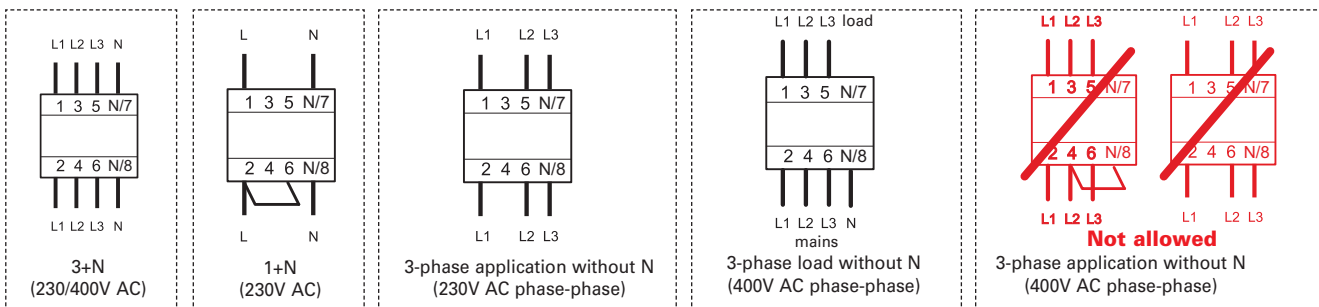 L1 L2 L3 N
1 3 5 N/7
2 4 6 N/8
L1 L2 L3 N
3+N
(230/400V AC)
L N
1 3 5 N/7
2 4 6 N/8
L N
1+N
(230V AC)
L1 L2 L3
1 3 5 N/7
2 4 6 N/8
L1 L2 L3
3-phase application without N
(230V AC phase-phase)
L1 L2 L3 load
1 3 5 N/7
2 4 6 N/8
L1 L2 L3 N
mains
3-phase load without N
(400V AC phase-phase)
L1 L2 L3
1 3 5 N/7
2 4 6 N/8
L1 L2 L3
L1 L2 L3
1 3 5 N/7
2 4 6 N/8
L1 L2 L3
Not allowed
3-phase application without N
(400V AC phase-phase)